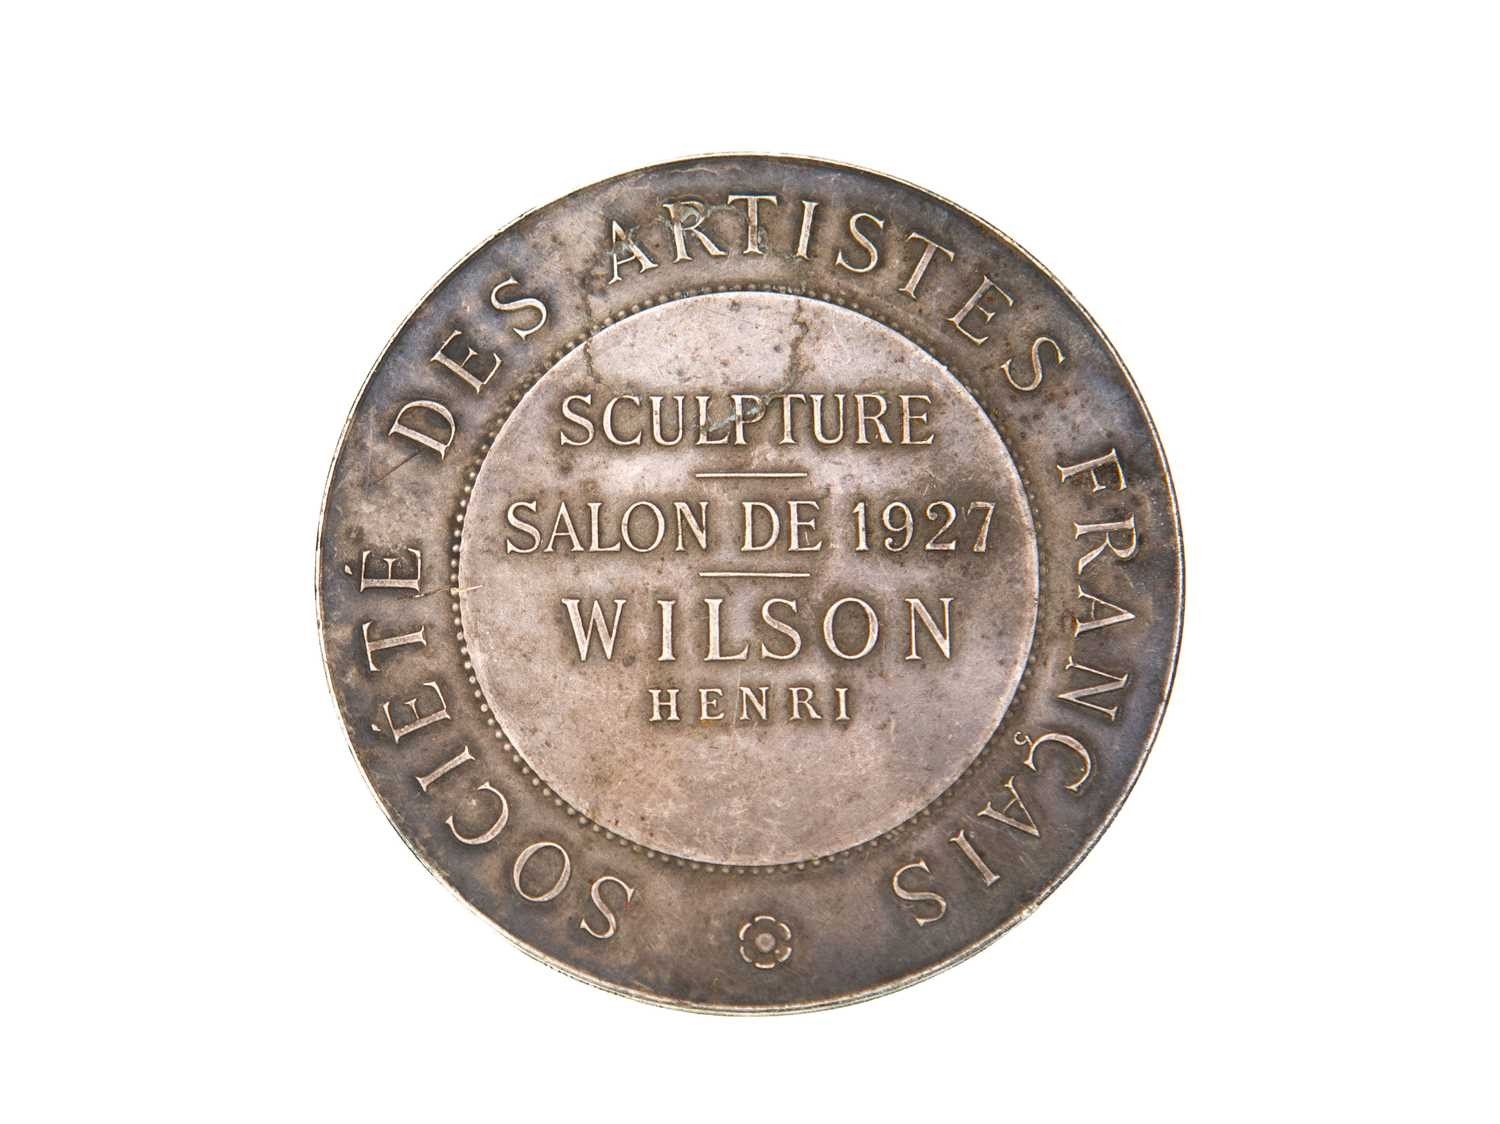 SOCIÉTÉ DES ARTISTES FRANÇAIS
SCULPTURE
SALON DE 1927
WILSON
HENRI